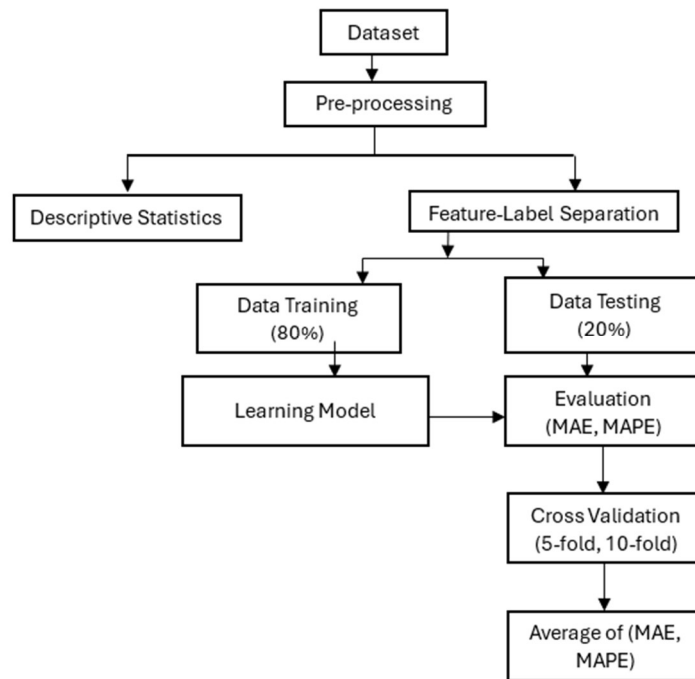 Dataset
Pre-processing
Descriptive Statistics
Feature-Label Separation
Data Training
(80%)
Data Testing
(20%)
Learning Model
Evaluation
(MAE, MAPE)
Cross Validation
(5-fold, 10-fold)
Average of (MAE,
MAPE)